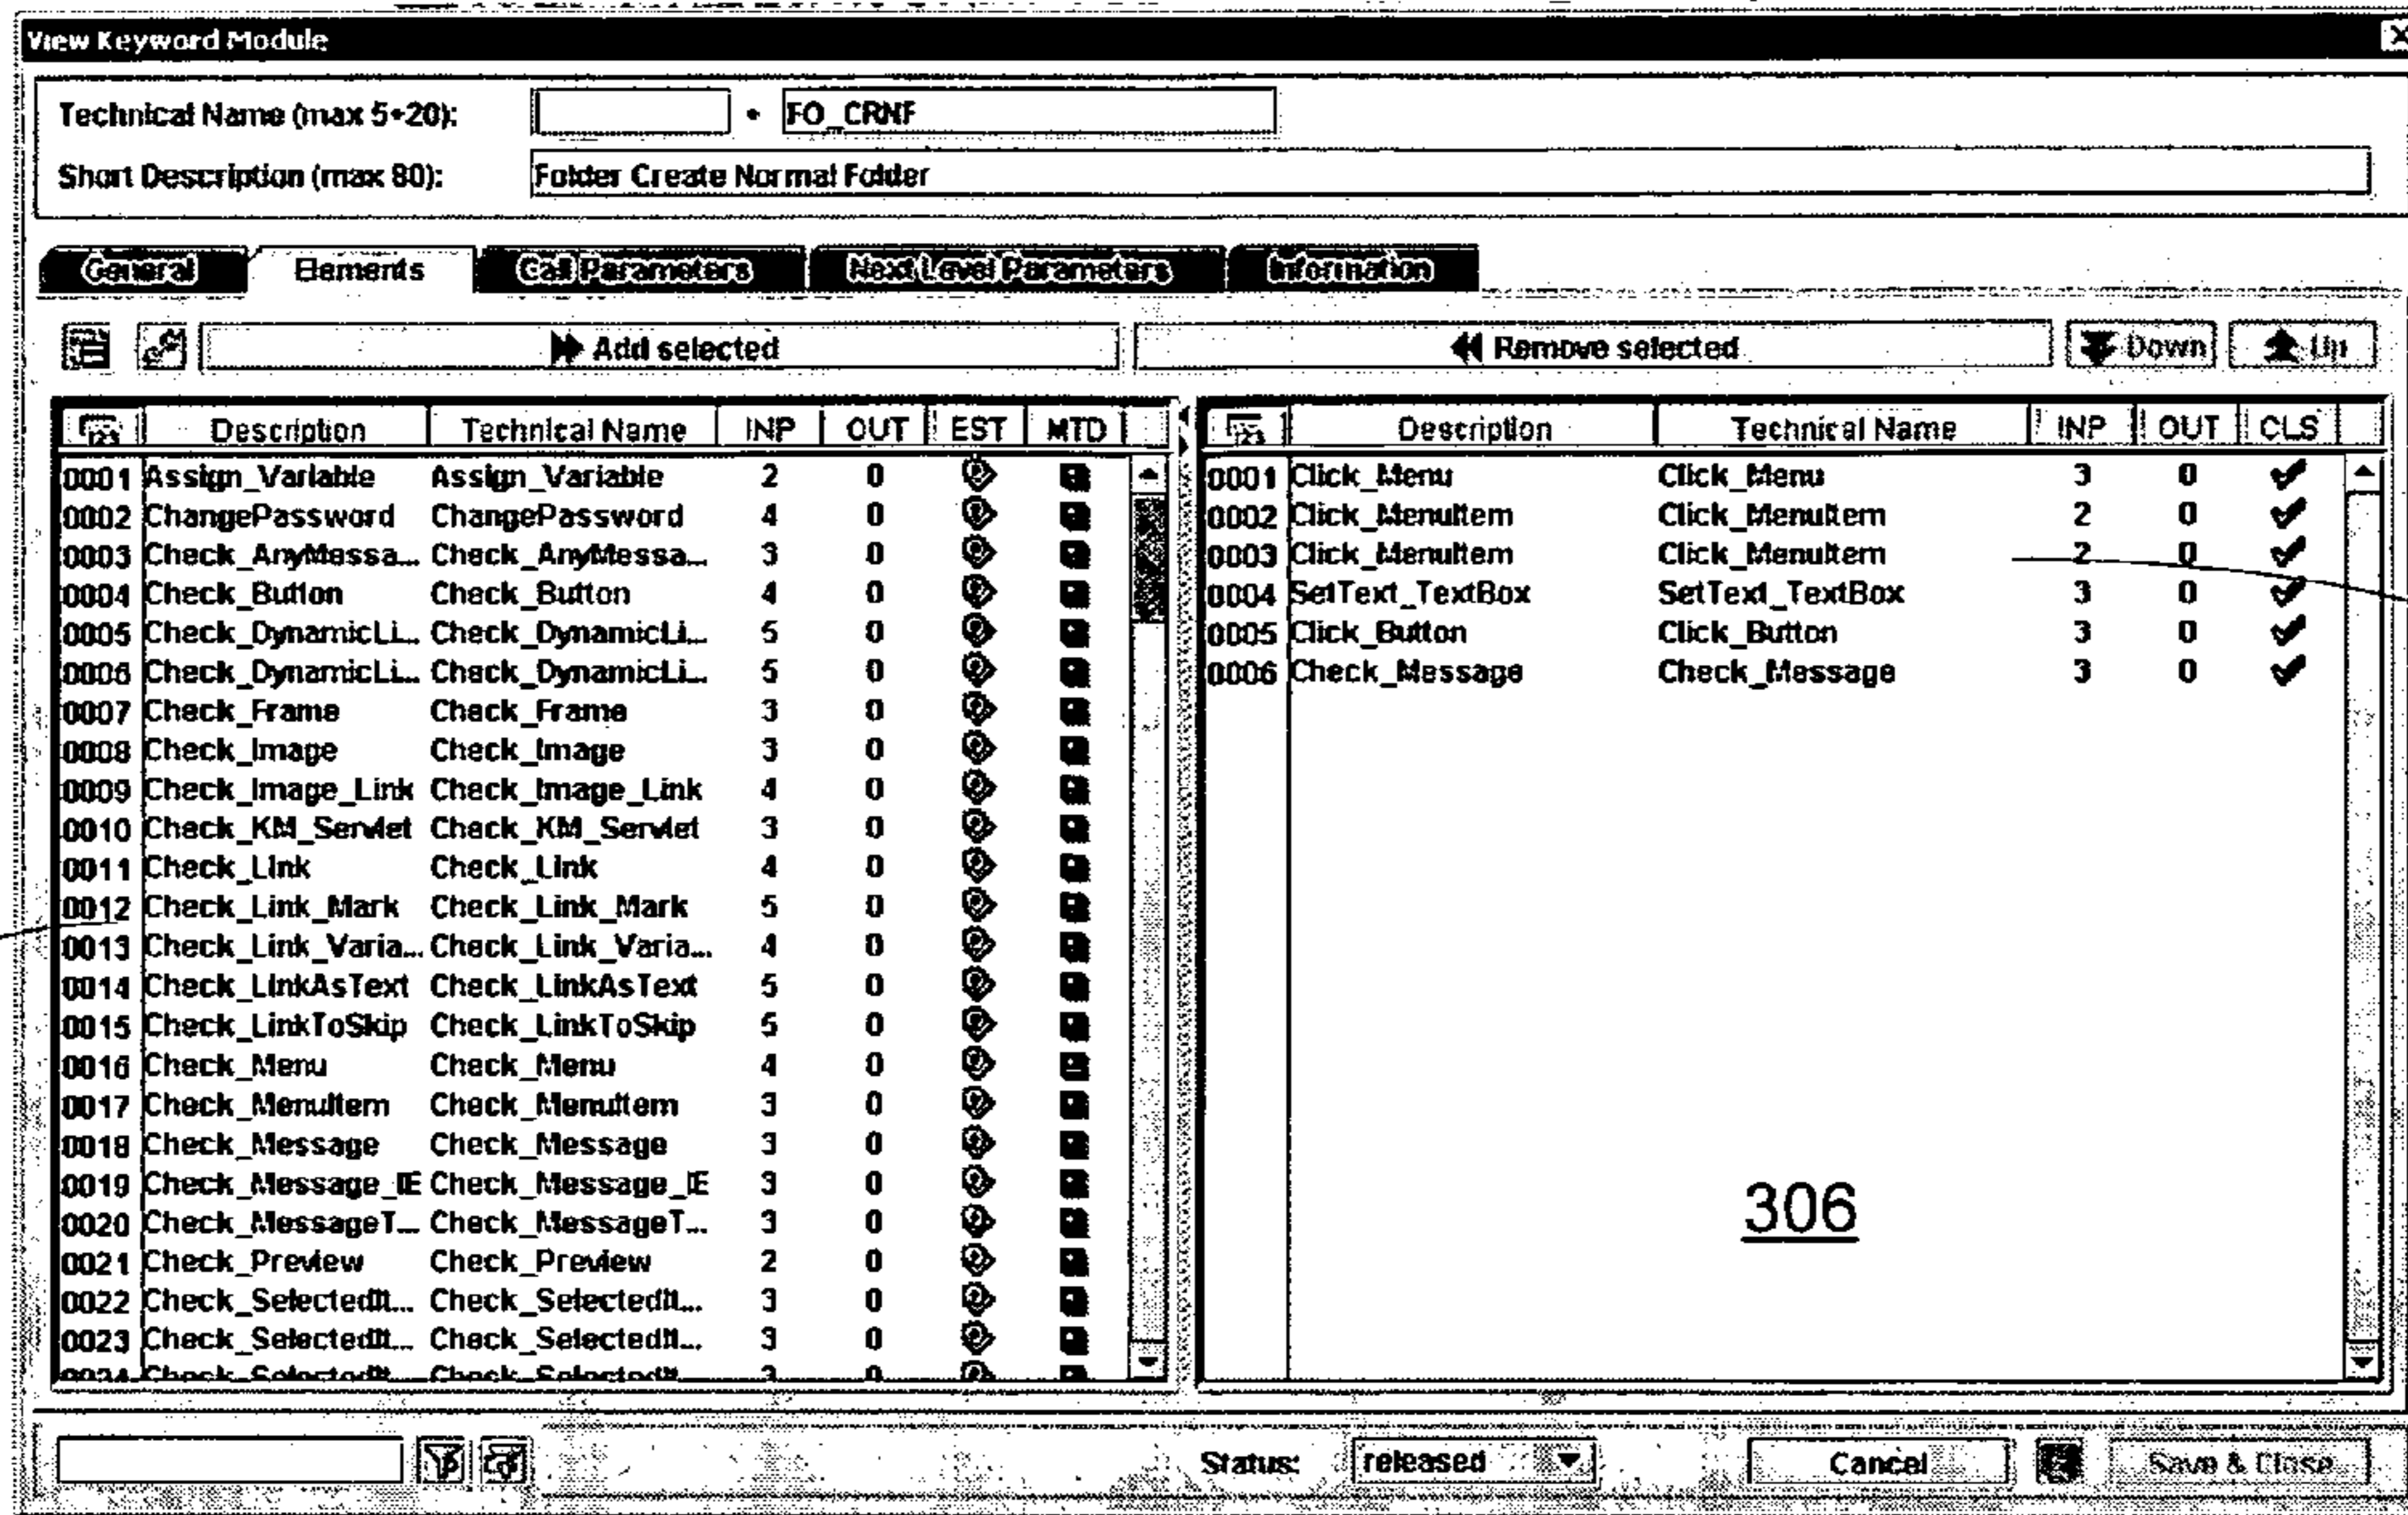 View Keyword Module
Technical Name (max 5+20): • FO_CRNF
Short Description (max 80): Folder Create Normal Folder
General Elements Call Parameters Next Level Parameters Information
Add selected Remove selected Down Up
Description Technical Name INP OUT EST MTD
0001 Assign_Variable Assign_Variable 2 0
0002 ChangePassword ChangePassword 4 0
0003 Check_AnyMessa... Check_AnyMessa... 3 0
0004 Check_Button Check_Button 4 0
0005 Check_DynamicLi... Check_DynamicLi... 5 0
0006 Check_DynamicLi... Check_DynamicLi... 5 0
0007 Check_Frame Check_Frame 3 0
0008 Check_Image Check_Image 3 0
0009 Check_Image_Link Check_Image_Link 4 0
0010 Check_KM_Servlet Check_KM_Servlet 3 0
0011 Check_Link Check_Link 4 0
0012 Check_Link_Mark Check_Link_Mark 5 0
0013 Check_Link_Varia... Check_Link_Varia... 4 0
0014 Check_LinkAsText Check_LinkAsText 5 0
0015 Check_LinkToSkip Check_LinkToSkip 5 0
0016 Check_Menu Check_Menu 4 0
0017 Check_MenuItem Check_MenuItem 3 0
0018 Check_Message Check_Message 3 0
0019 Check_Message_IE Check_Message_IE 3 0
0020 Check_MessageT... Check_MessageT... 3 0
0021 Check_Preview Check_Preview 2 0
0022 Check_SelectedIt... Check_SelectedIt... 3 0
0023 Check_SelectedIt... Check_SelectedIt... 3 0
0024 Check_SelectedIt... Check_SelectedIt... 3 0
Description Technical Name INP OUT CLS
0001 Click_Menu Click_Menu 3 0
0002 Click_MenuItem Click_MenuItem 2 0
0003 Click_MenuItem Click_MenuItem 2 0
0004 SetText_TextBox SetText_TextBox 3 0
0005 Click_Button Click_Button 3 0
0006 Check_Message Check_Message 3 0
306
Status: released Cancel Save & Close